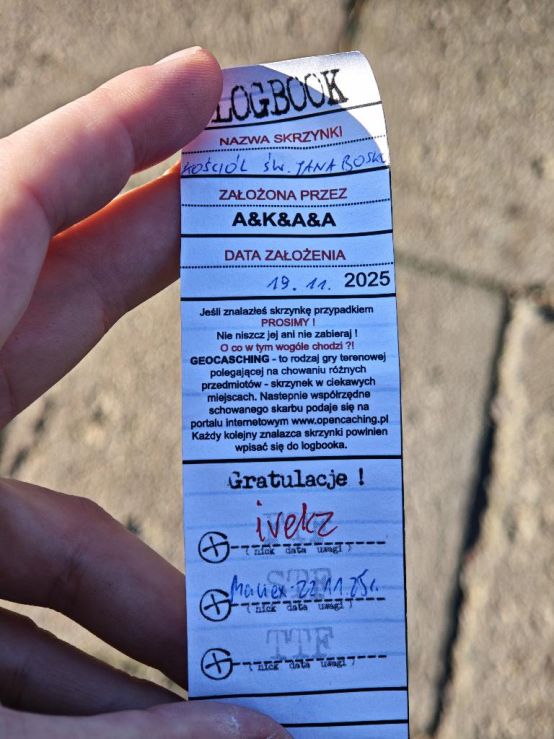 LOGBOOK
NAZWA SKRZYNKI
KOŚCIÓŁ ŚW. JANA BOSK
ZAŁOŻONA PRZEZ
A&K&A&A
DATA ZAŁOŻENIA
19. 11. 2025
Jeśli znalazłeś skrzynkę przypadkiem
PROSIMY !
Nie niszcz jej ani nie zabieraj !
O co w tym wogóle chodzi ?!
GEOCASCHING - to rodzaj gry terenowej
polegającej na chowaniu różnych
przedmiotów - skrzynek w ciekawych
miejscach. Nastepnie współrzędne
schowanego skarbu podaje się na
portalu internetowym www.opencaching.pl
Każdy kolejny znalazca skrzynki powinien
wpisać się do logbooka.
Gratulacje !
ivekz
( nick data uwagi )
STF
Maciex 22.11.25r.
( nick data uwagi )
TTF
( nick data uwagi )